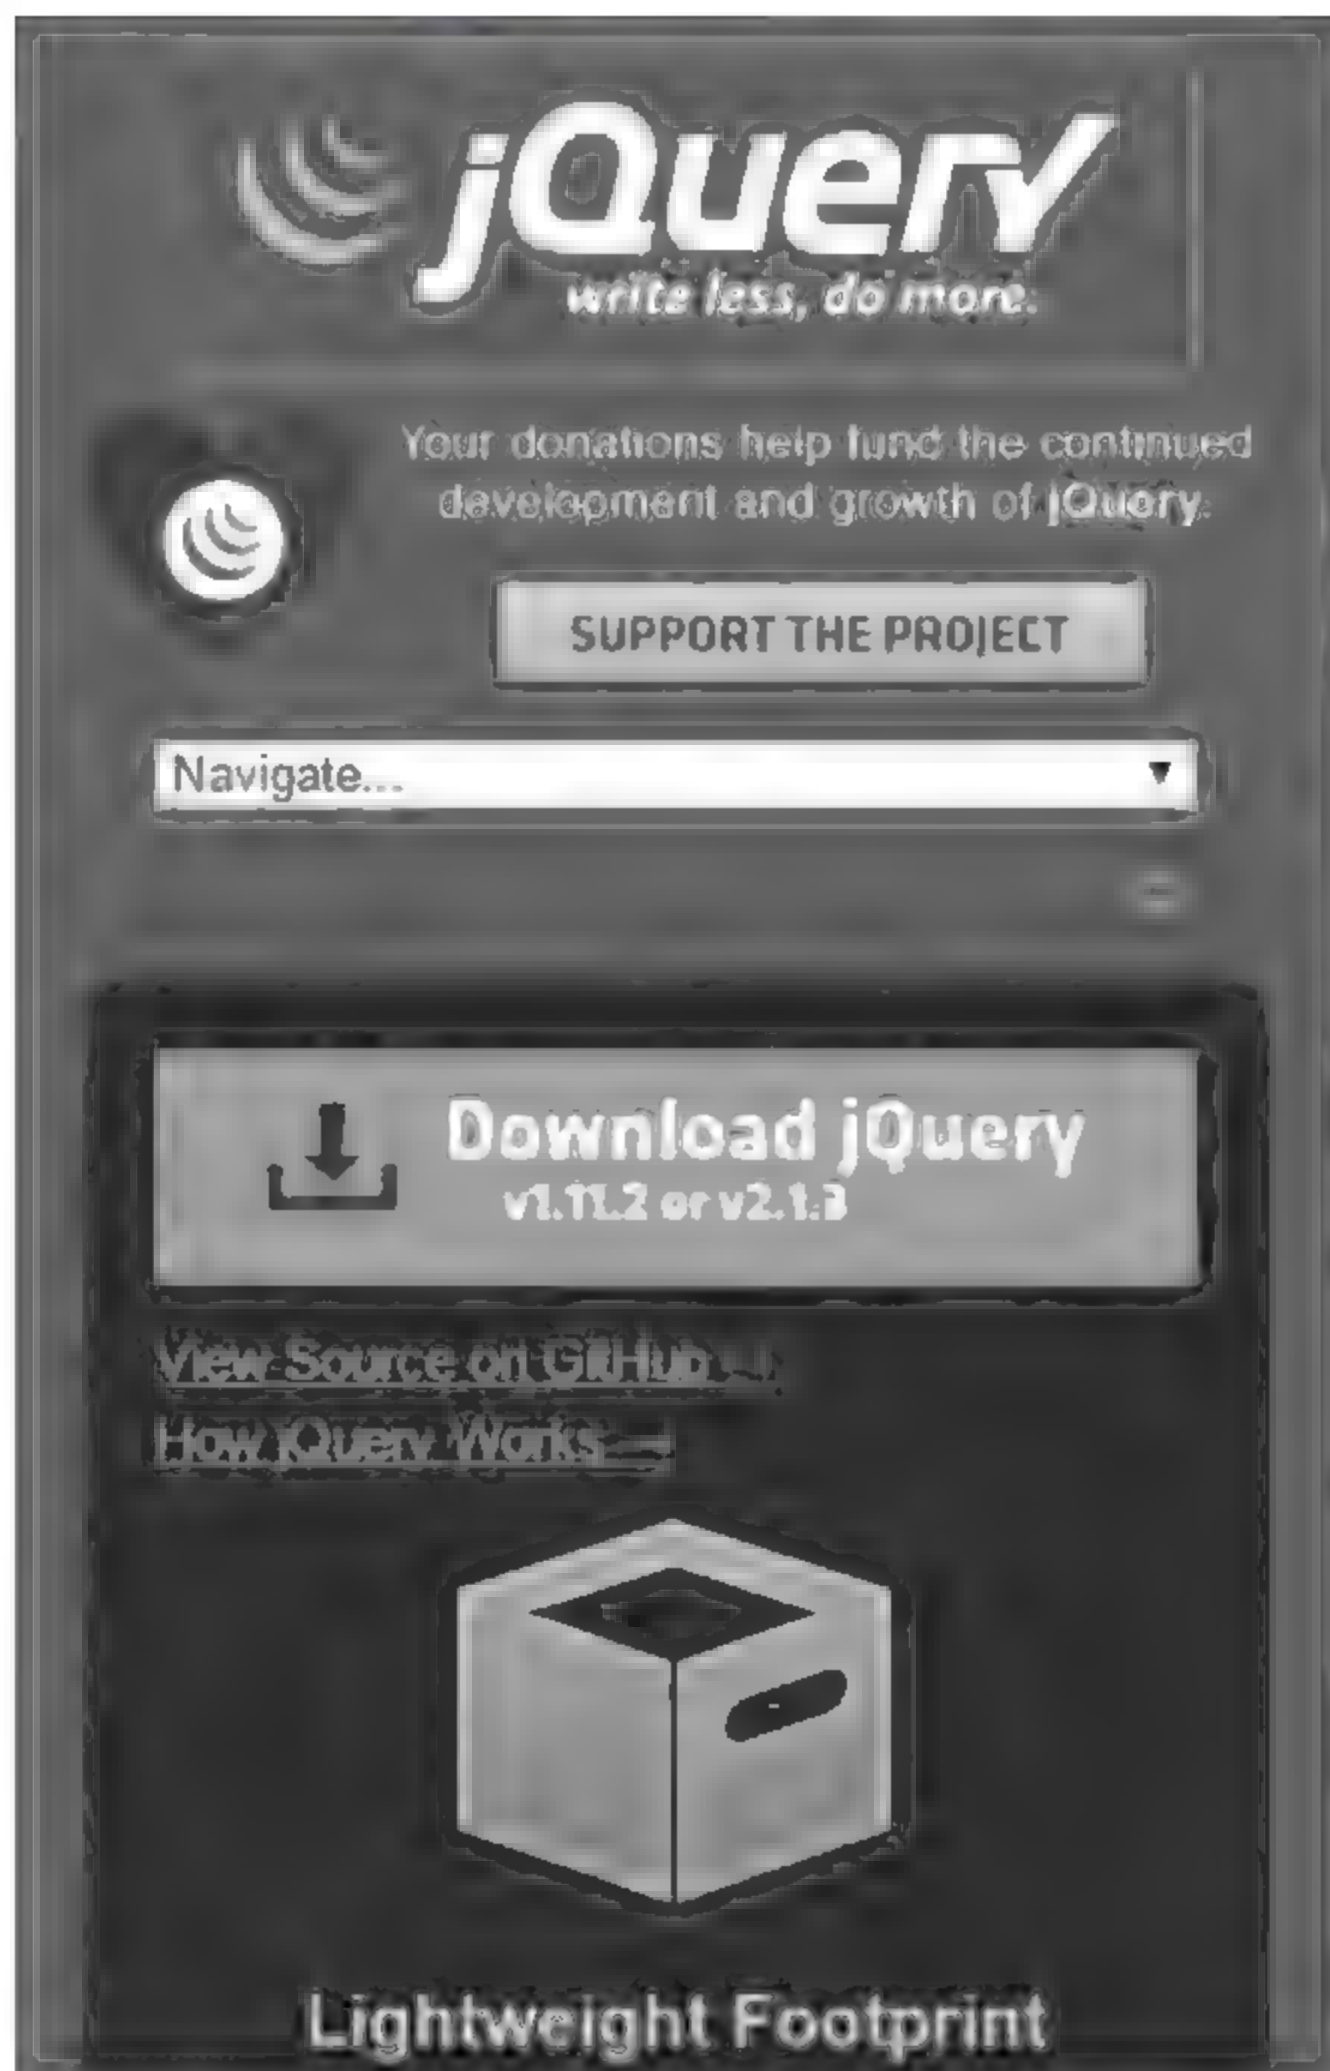 jQuery
write less, do more.
Your donations help fund the continued
development and growth of jQuery.
SUPPORT THE PROJECT
Navigate...
Download jQuery
v1.11.2 or v2.1.3
View Source on GitHub →
How jQuery Works →
Lightweight Footprint